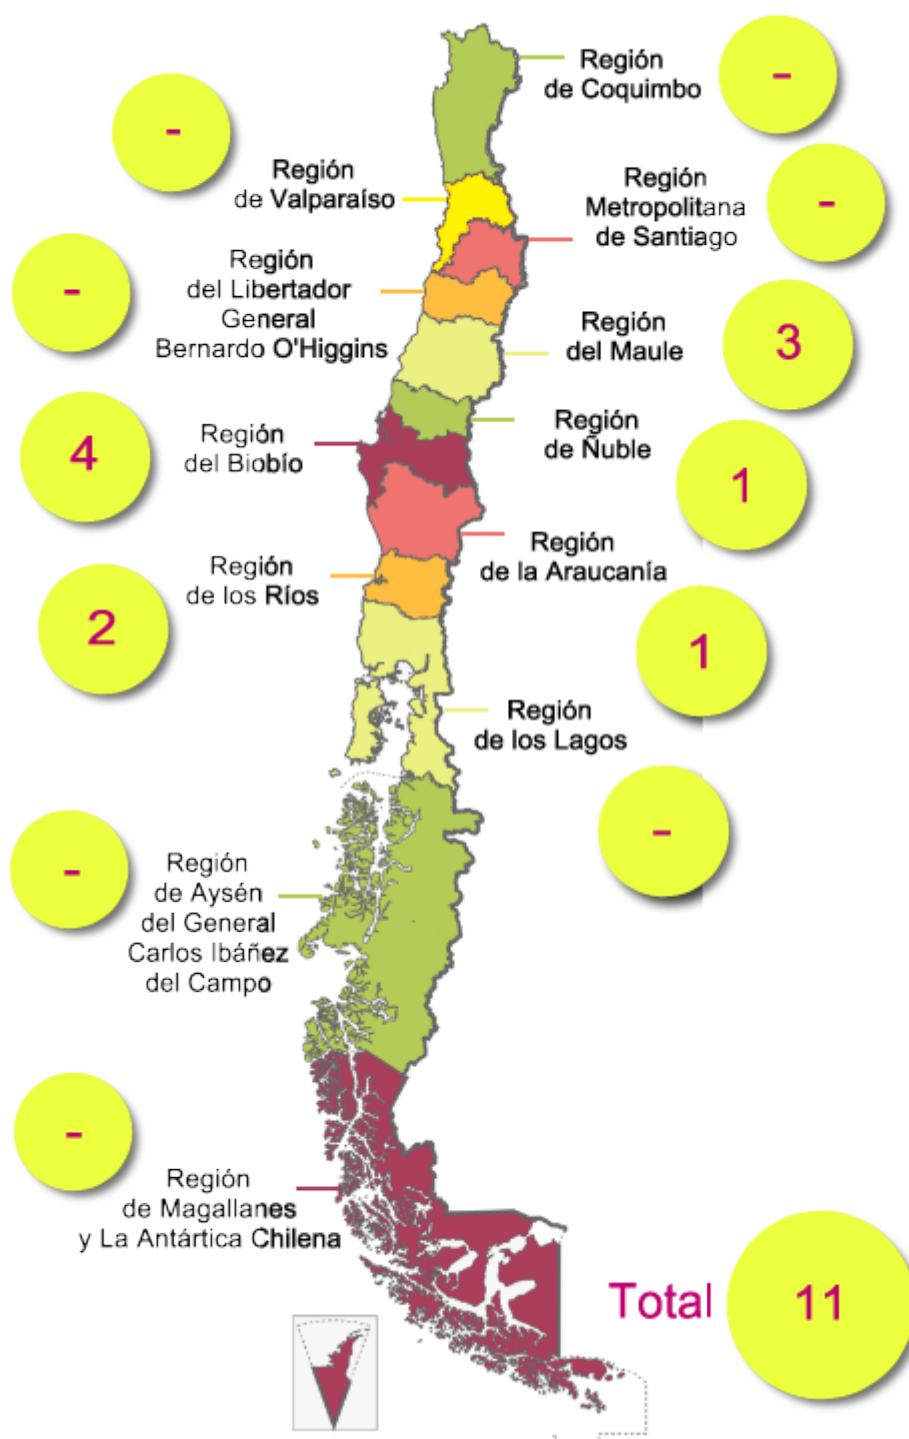 Región
de Coquimbo
-
-
Región
de Valparaíso
Región
Metropolitana
de Santiago
-
-
Región
del Libertador
General
Bernardo O'Higgins
Región
del Maule
3
4
Región
del Biobío
Región
de Ñuble
1
Región
de la Araucanía
Región
de los Ríos
2
1
Región
de los Lagos
-
-
Región
de Aysén
del General
Carlos Ibáñez
del Campo
-
Región
de Magallanes
y La Antártica Chilena
Total 11